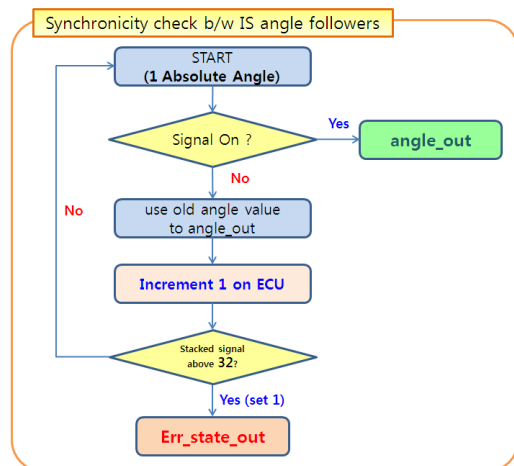 Synchronicity check b/w IS angle followers
START
(1 Absolute Angle)
Signal On ?
Yes
angle_out
No
No
use old angle value
to angle_out
Increment 1 on ECU
Stacked signal
above 32?
Yes (set 1)
Err_state_out